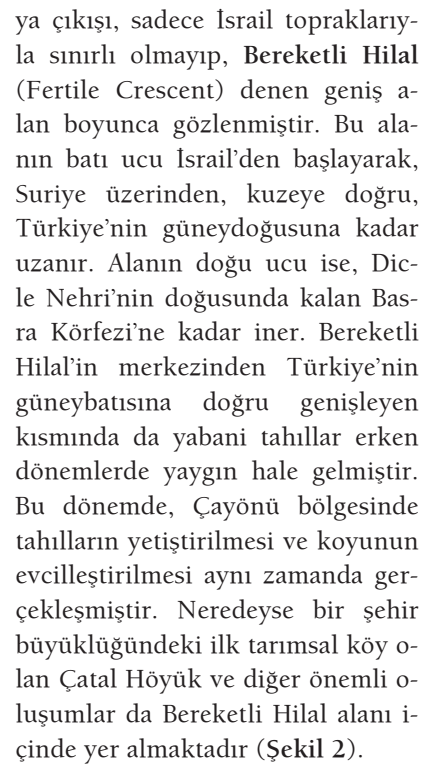 ya çıkışı, sadece İsrail topraklarıy-
la sınırlı olmayıp, Bereketli Hilal
(Fertile Crescent) denen geniş a-
lan boyunca gözlenmiştir. Bu ala-
nın batı ucu İsrail’den başlayarak,
Suriye üzerinden, kuzeye doğru,
Türkiye’nin güneydoğusuna kadar
uzanır. Alanın doğu ucu ise, Dic-
le Nehri’nin doğusunda kalan Bas-
ra Körfezi’ne kadar iner. Bereketli
Hilal’in merkezinden Türkiye’nin
güneybatısına doğru genişleyen
kısmında da yabani tahıllar erken
dönemlerde yaygın hale gelmiştir.
Bu dönemde, Çayönü bölgesinde
tahılların yetiştirilmesi ve koyunun
evcilleştirilmesi aynı zamanda ger-
çekleşmiştir. Neredeyse bir şehir
büyüklüğündeki ilk tarımsal köy o-
lan Çatal Höyük ve diğer önemli o-
luşumlar da Bereketli Hilal alanı i-
çinde yer almaktadır (Şekil 2).